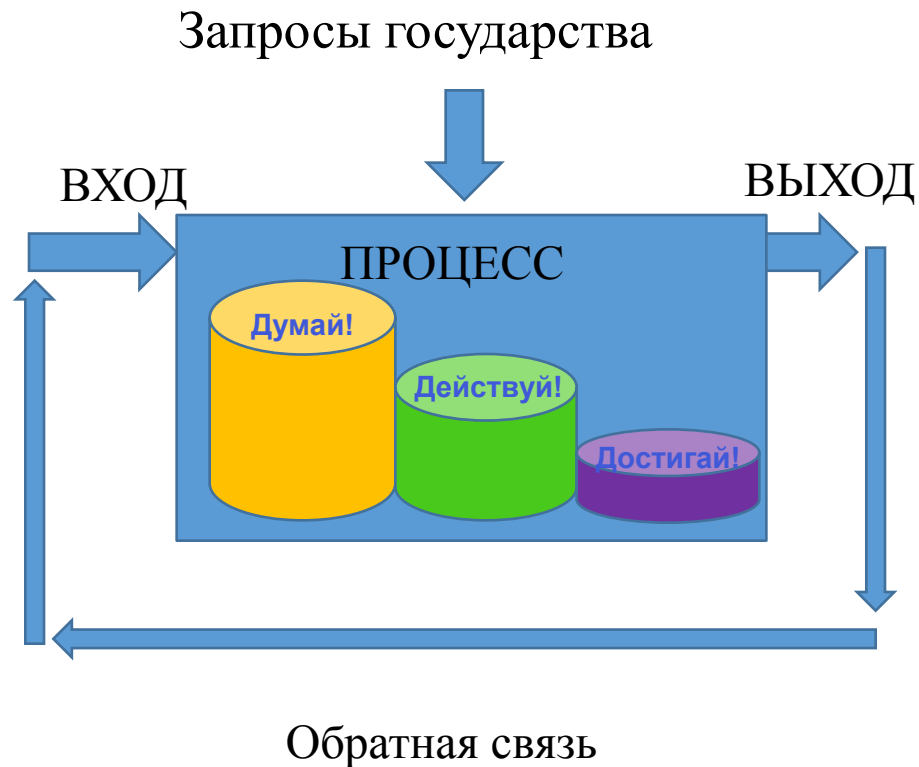 Запросы государства
ВХОД
ВЫХОД
ПРОЦЕСС
Думай!
Действуй!
Достигай!
Обратная связь